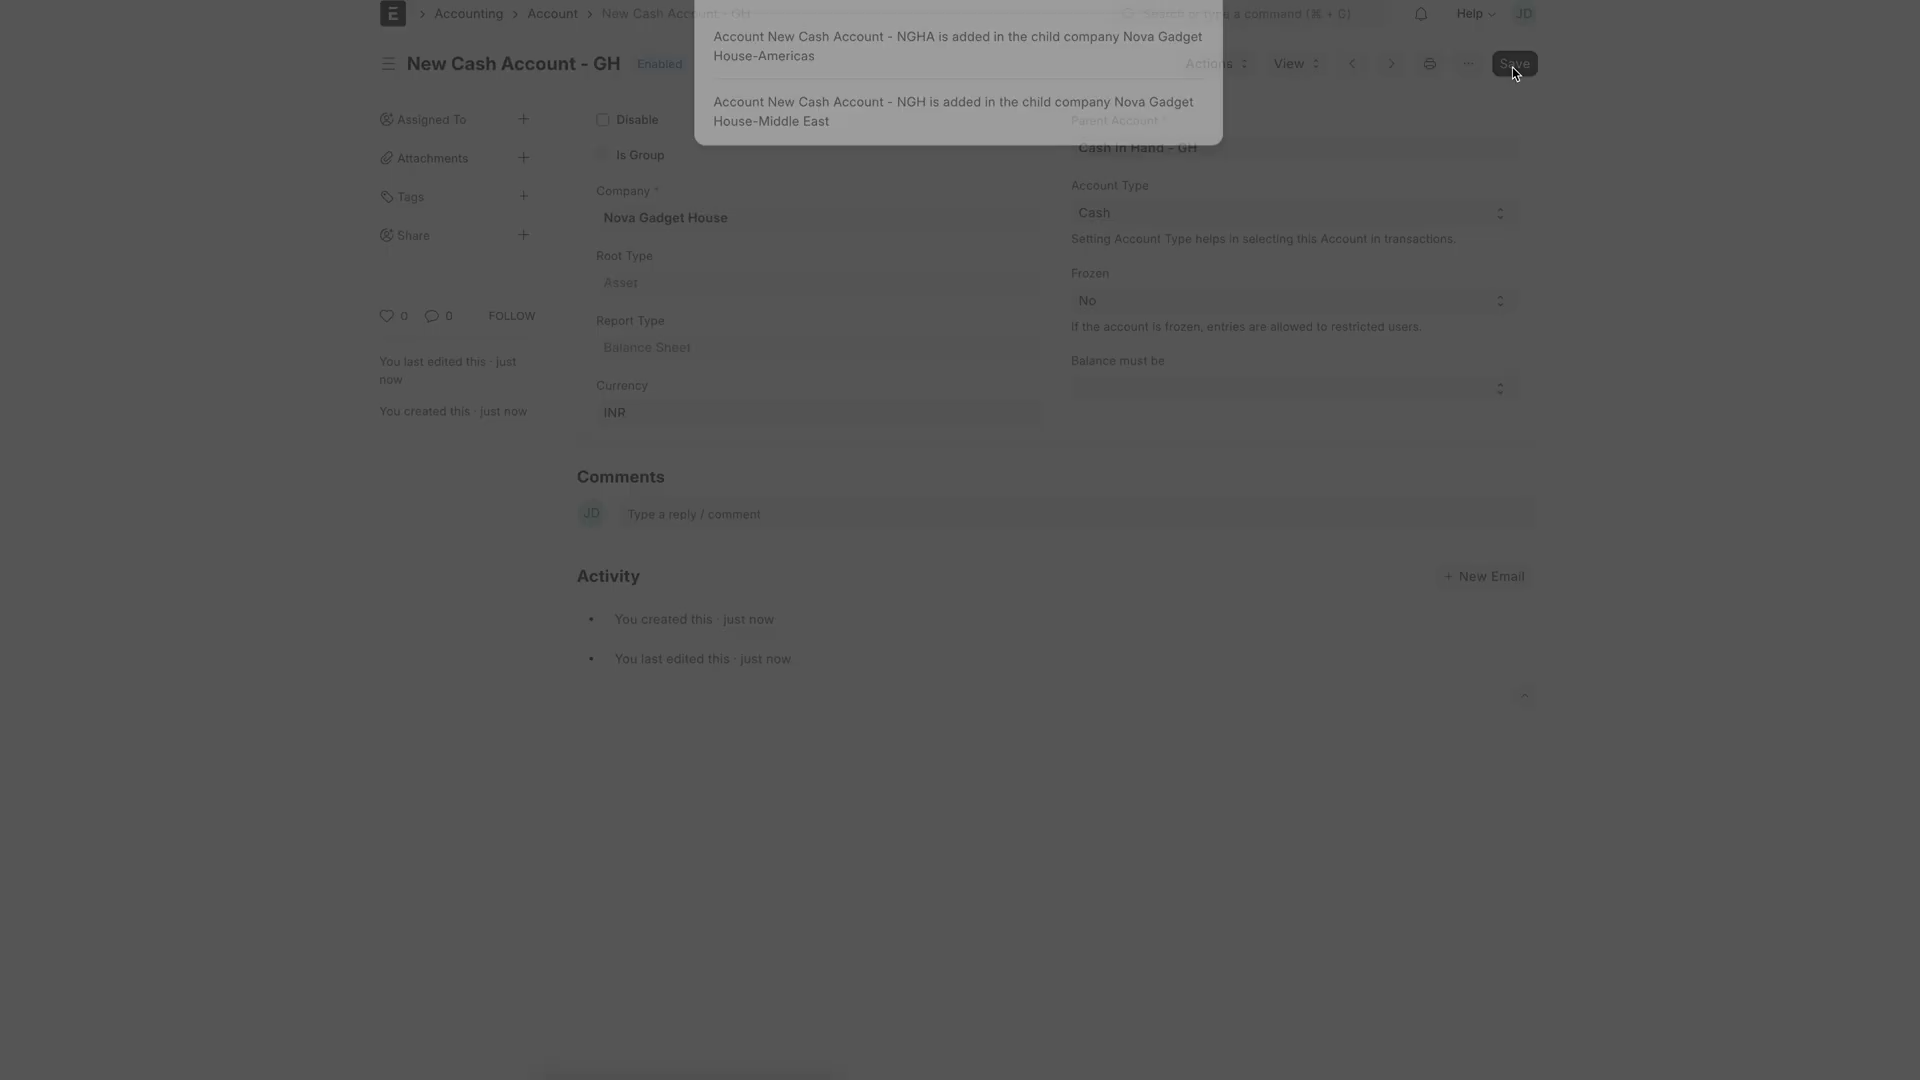 E
Accounting
Account
New Cash Account - GH
Search or type a command (⌘ + G)
Help
JD
Account New Cash Account - NGHA is added in the child company Nova Gadget
House-Americas
Account New Cash Account - NGH is added in the child company Nova Gadget
House-Middle East
New Cash Account - GH
Enabled
Actions
View
Save
Assigned To
Attachments
Tags
Share
0
0
FOLLOW
You last edited this · just
now
You created this · just now
Disable
Is Group
Company *
Nova Gadget House
Root Type
Asset
Report Type
Balance Sheet
Currency
INR
Parent Account *
Cash In Hand - GH
Account Type
Cash
Setting Account Type helps in selecting this Account in transactions.
Frozen
No
If the account is frozen, entries are allowed to restricted users.
Balance must be
Comments
JD
Type a reply / comment
Activity
+ New Email
You created this · just now
You last edited this · just now